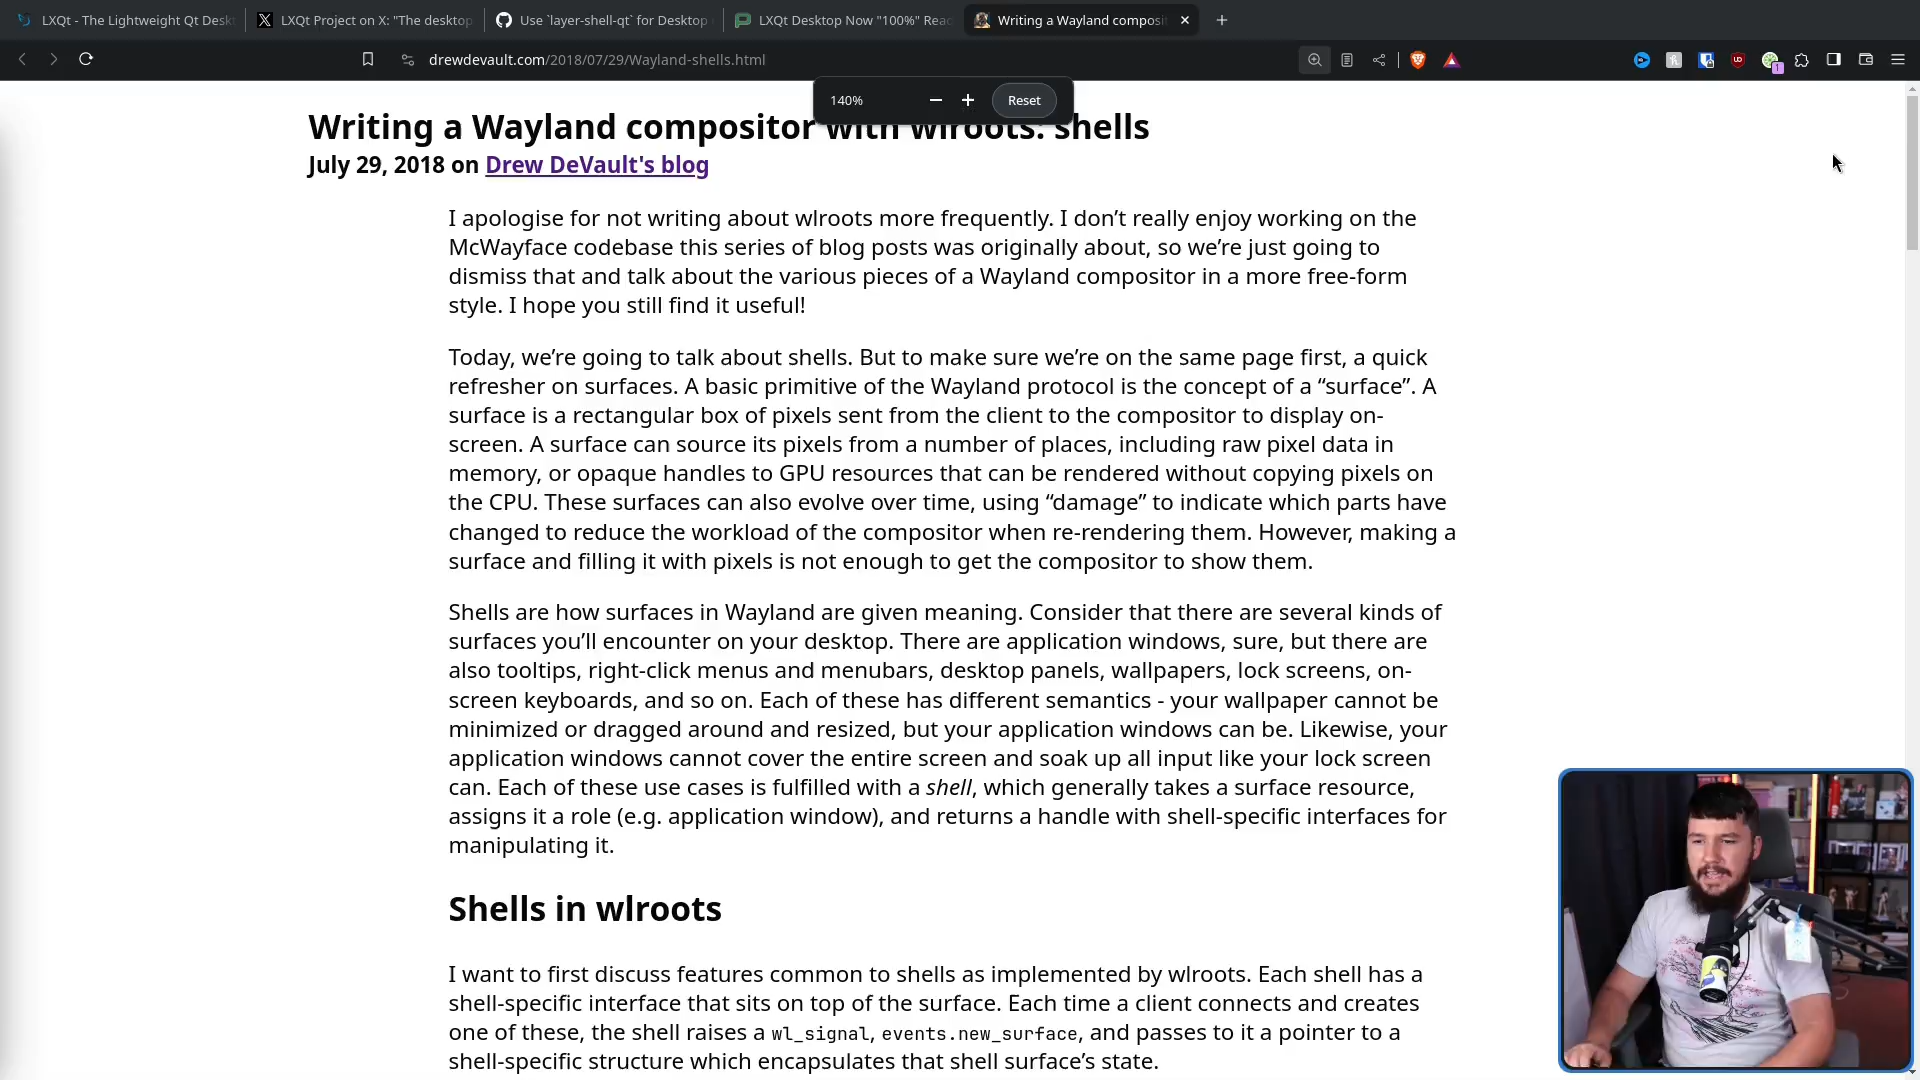 LXQt - The Lightweight Qt Deskt
LXQt Project on X: "The desktop
Use `layer-shell-qt` for Desktop
LXQt Desktop Now "100%" Read
Writing a Wayland composit
drewdevault.com/2018/07/29/Wayland-shells.html
140%
Reset
Writing a Wayland compositor with wlroots: shells
July 29, 2018 on Drew DeVault's blog
I apologise for not writing about wlroots more frequently. I don’t really enjoy working on the
McWayface codebase this series of blog posts was originally about, so we’re just going to
dismiss that and talk about the various pieces of a Wayland compositor in a more free-form
style. I hope you still find it useful!
Today, we’re going to talk about shells. But to make sure we’re on the same page first, a quick
refresher on surfaces. A basic primitive of the Wayland protocol is the concept of a “surface”. A
surface is a rectangular box of pixels sent from the client to the compositor to display on-
screen. A surface can source its pixels from a number of places, including raw pixel data in
memory, or opaque handles to GPU resources that can be rendered without copying pixels on
the CPU. These surfaces can also evolve over time, using “damage” to indicate which parts have
changed to reduce the workload of the compositor when re-rendering them. However, making a
surface and filling it with pixels is not enough to get the compositor to show them.
Shells are how surfaces in Wayland are given meaning. Consider that there are several kinds of
surfaces you’ll encounter on your desktop. There are application windows, sure, but there are
also tooltips, right-click menus and menubars, desktop panels, wallpapers, lock screens, on-
screen keyboards, and so on. Each of these has different semantics - your wallpaper cannot be
minimized or dragged around and resized, but your application windows can be. Likewise, your
application windows cannot cover the entire screen and soak up all input like your lock screen
can. Each of these use cases is fulfilled with a shell, which generally takes a surface resource,
assigns it a role (e.g. application window), and returns a handle with shell-specific interfaces for
manipulating it.
Shells in wlroots
I want to first discuss features common to shells as implemented by wlroots. Each shell has a
shell-specific interface that sits on top of the surface. Each time a client connects and creates
one of these, the shell raises a wl_signal, events.new_surface, and passes to it a pointer to a
shell-specific structure which encapsulates that shell surface’s state.